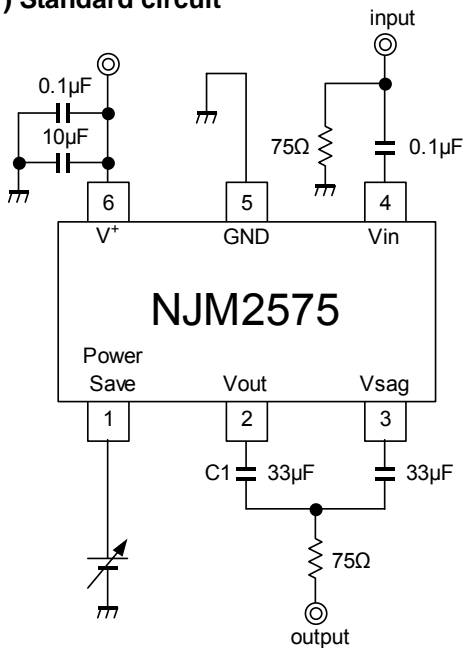 ) Standard circuit
input
0.1µF
10µF
75Ω
0.1µF
6
5
4
V+
GND
Vin
NJM2575
Power
Save
Vout
Vsag
1
2
3
C1
33µF
33µF
75Ω
output